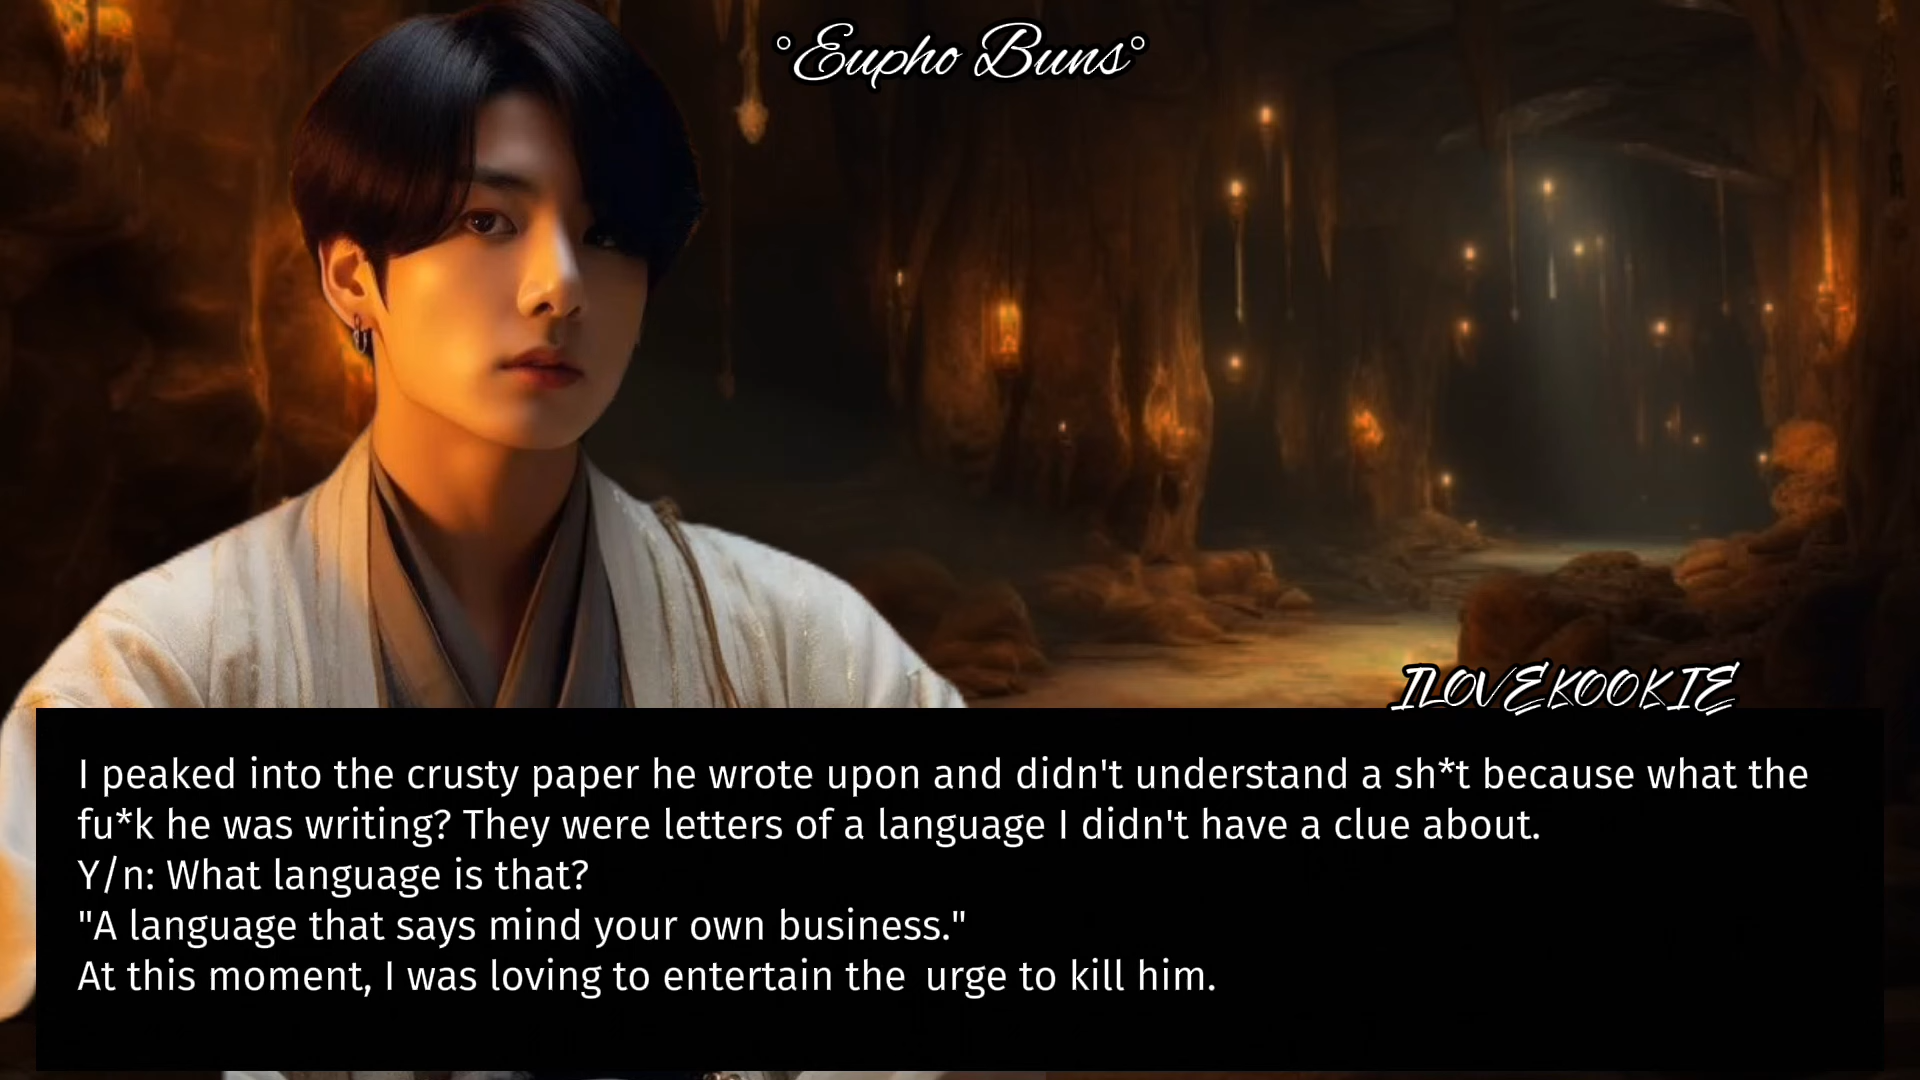 °Eupho Buns°
ILOVEKOOKIE
I peaked into the crusty paper he wrote upon and didn't understand a sh*t because what the
fu*k he was writing? They were letters of a language I didn't have a clue about.
Y/n: What language is that?
"A language that says mind your own business."
At this moment, I was loving to entertain the  urge to kill him.